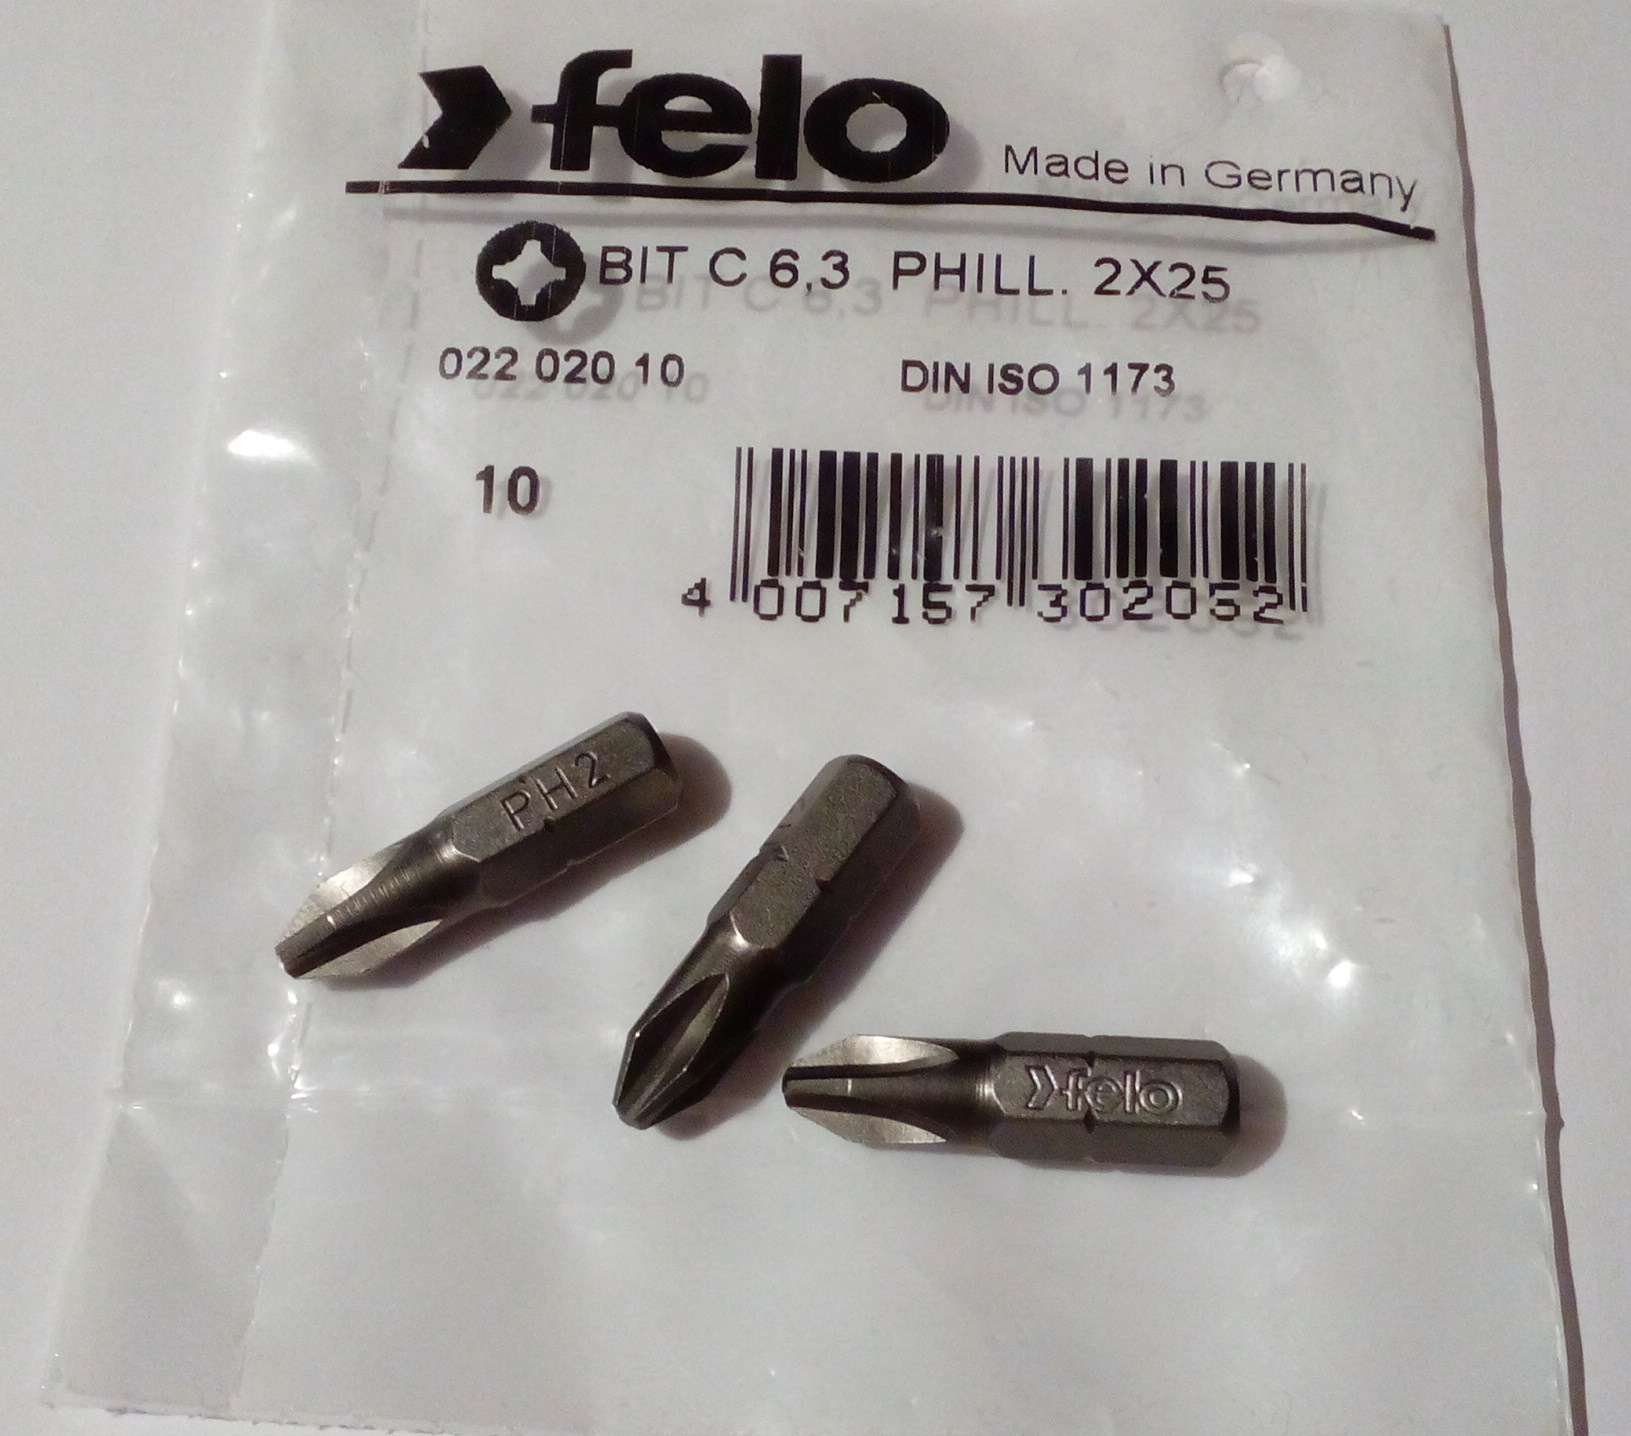 felo
Made in Germany
BIT C 6,3 PHILL. 2X25
022 020 10 DIN ISO 1173
10
4 007157 302052
PH2
felo